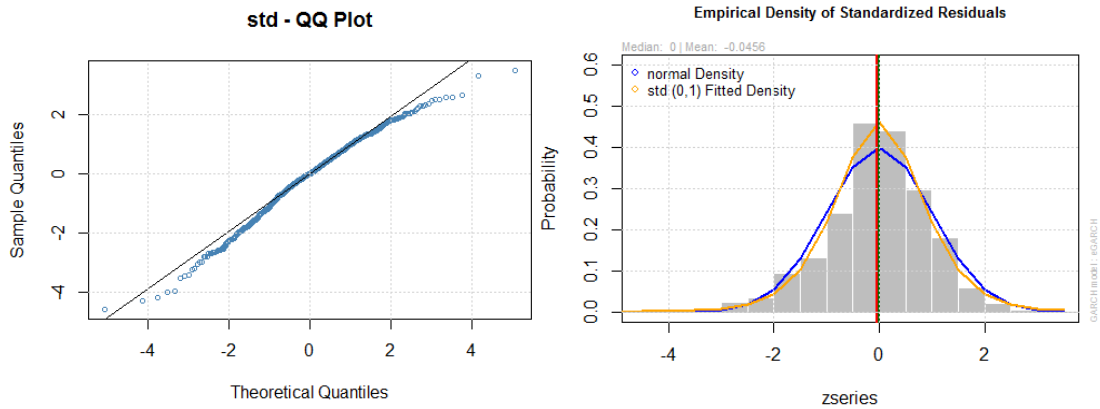 std - QQ Plot
Sample Quantiles
2
0
-2
-4
-4 -2 0 2 4
Theoretical Quantiles
Empirical Density of Standardized Residuals
Median: 0 | Mean: -0.0456
normal Density
std (0,1) Fitted Density
Probability
0.6
0.5
0.4
0.3
0.2
0.1
0.0
-4 -2 0 2
zseries
GARCH model : eGARCH